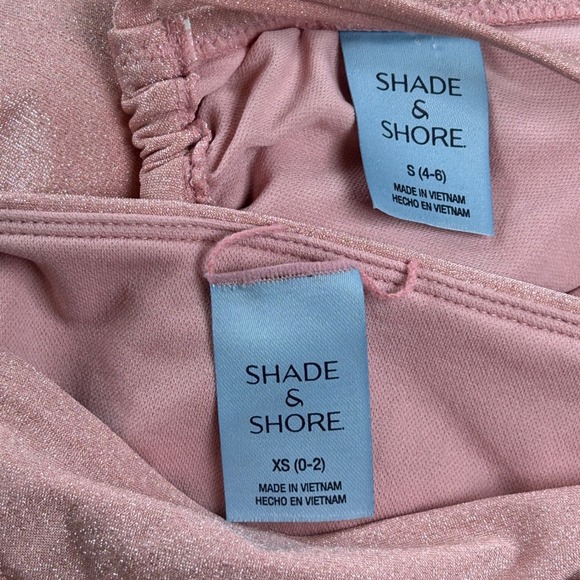 SHADE
&
SHORE.
S (4-6)
MADE IN VIETNAM
HECHO EN VIETNAM
SHADE
&
SHORE.
XS (0-2)
MADE IN VIETNAM
HECHO EN VIETNAM